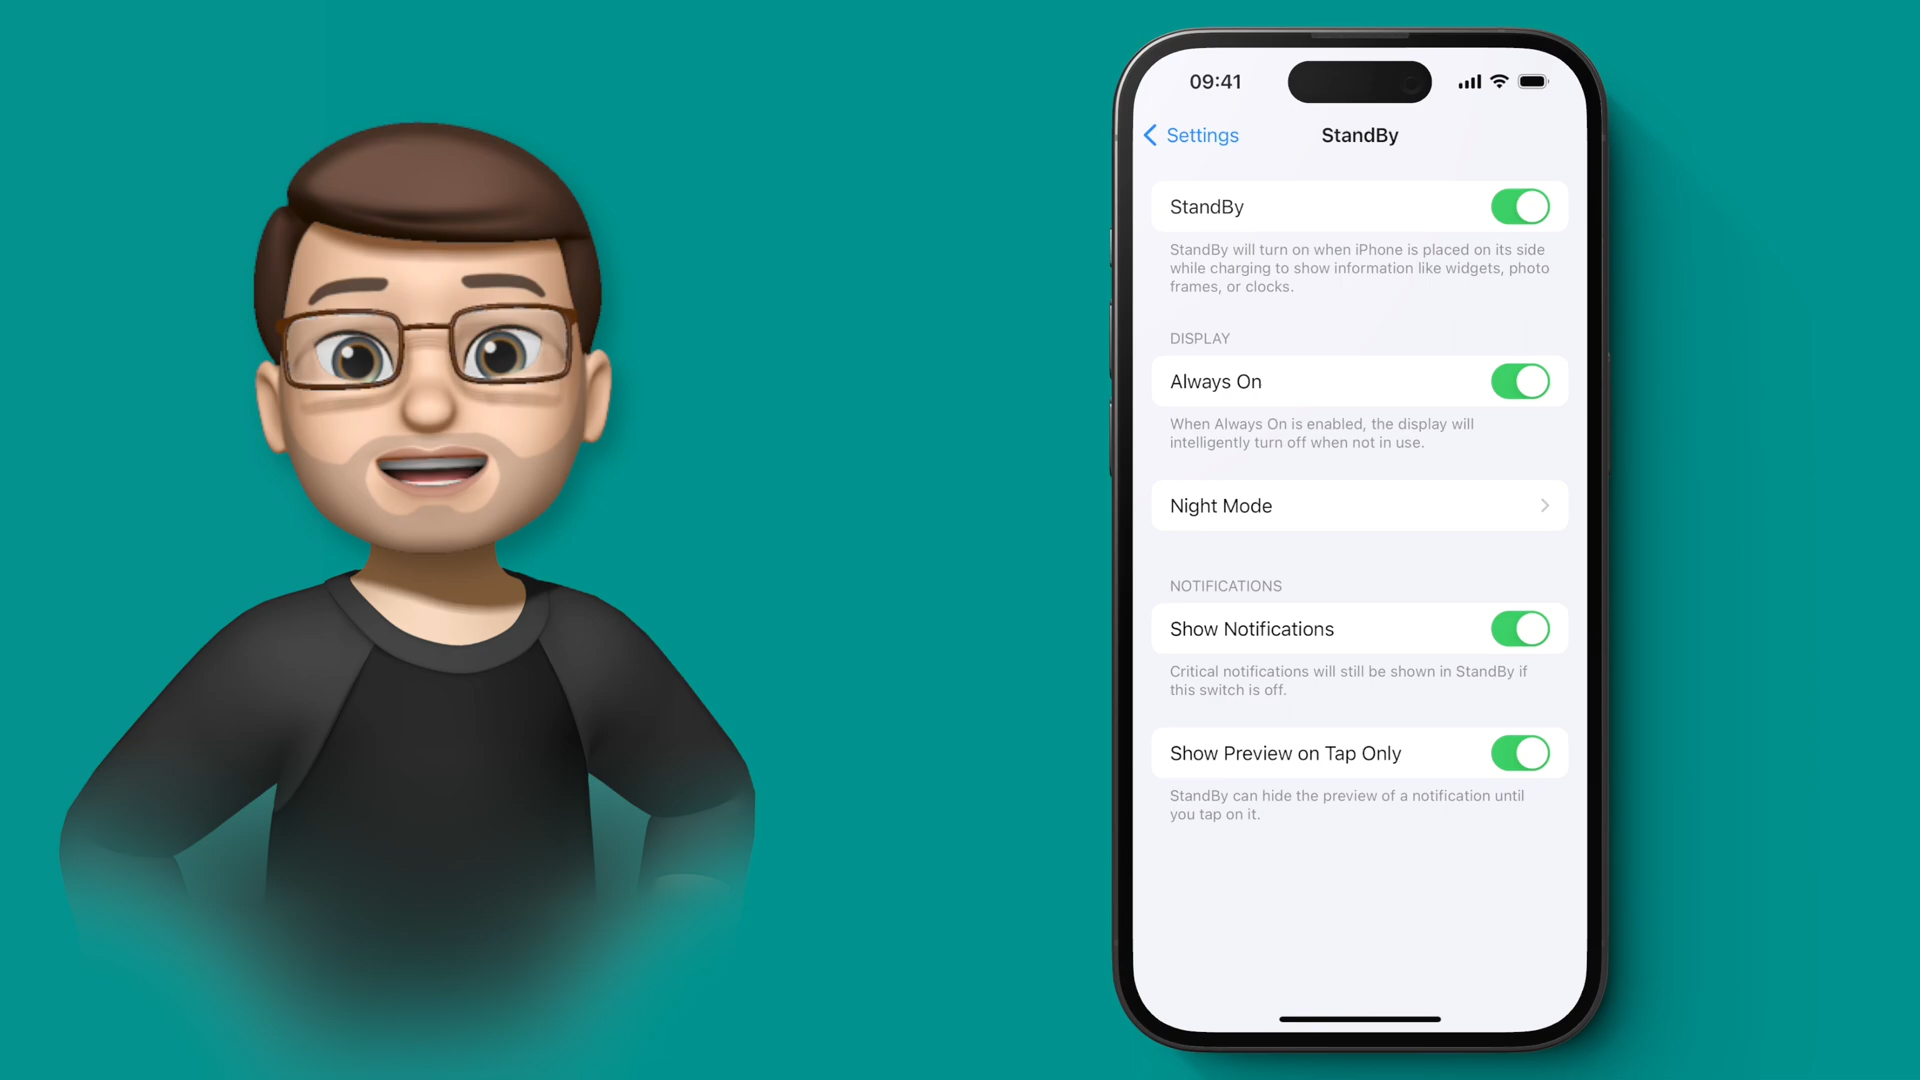 09:41
Settings
StandBy
StandBy
StandBy will turn on when iPhone is placed on its side
while charging to show information like widgets, photo
frames, or clocks.
DISPLAY
Always On
When Always On is enabled, the display will
intelligently turn off when not in use.
Night Mode
NOTIFICATIONS
Show Notifications
Critical notifications will still be shown in StandBy if
this switch is off.
Show Preview on Tap Only
StandBy can hide the preview of a notification until
you tap on it.